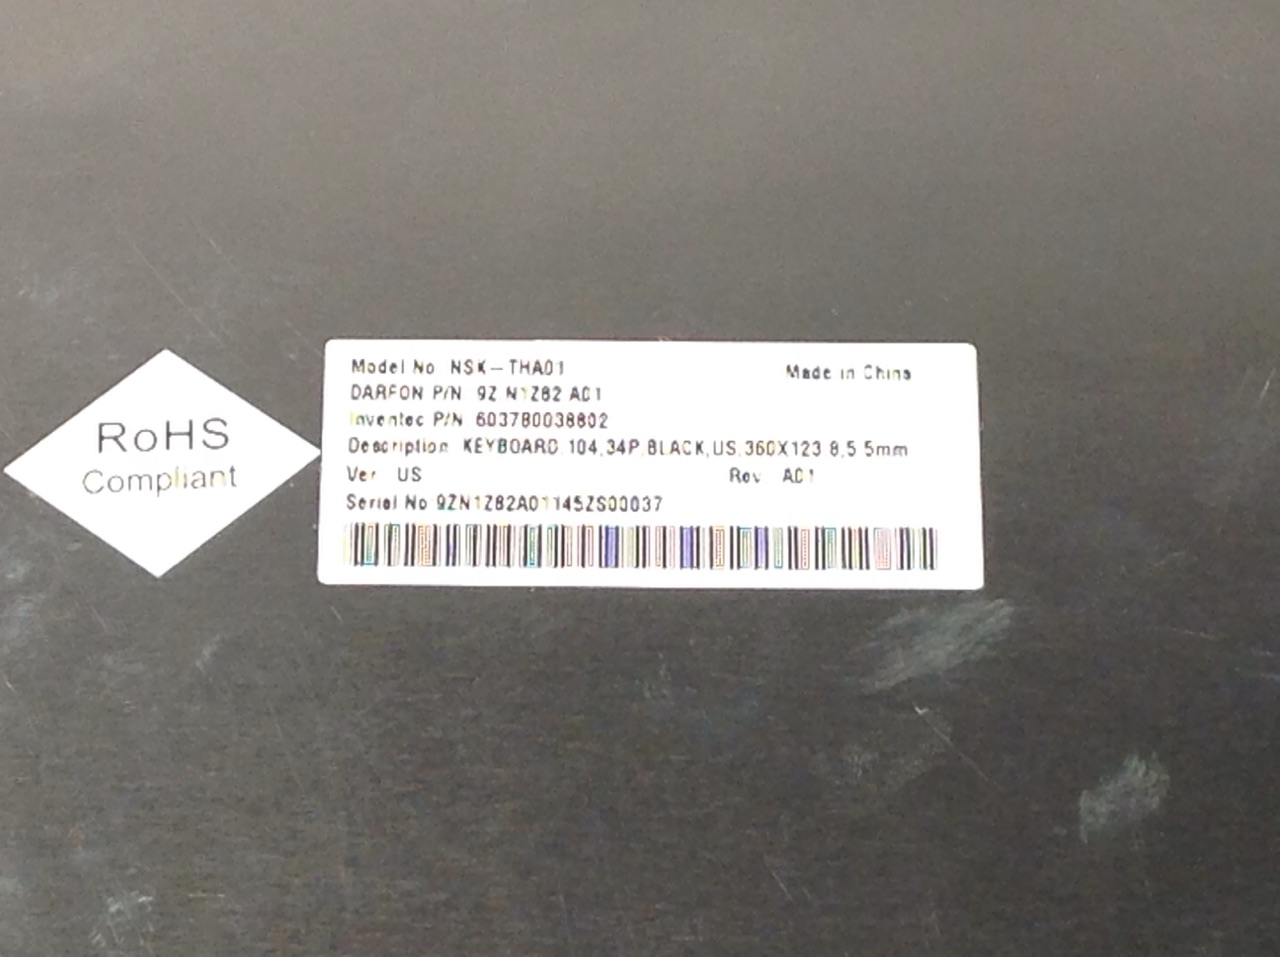 RoHS
Compliant
Model No NSK-THA01
Made in China
DARFON P/N 9Z N1Z82 A01
Inventec P/N 6037B0038802
Description KEYBOARD,104,34P,BLACK,US,360X123.8,5.5mm
Ver US
Rev A01
Serial No 9ZN1Z82A01145ZS00037